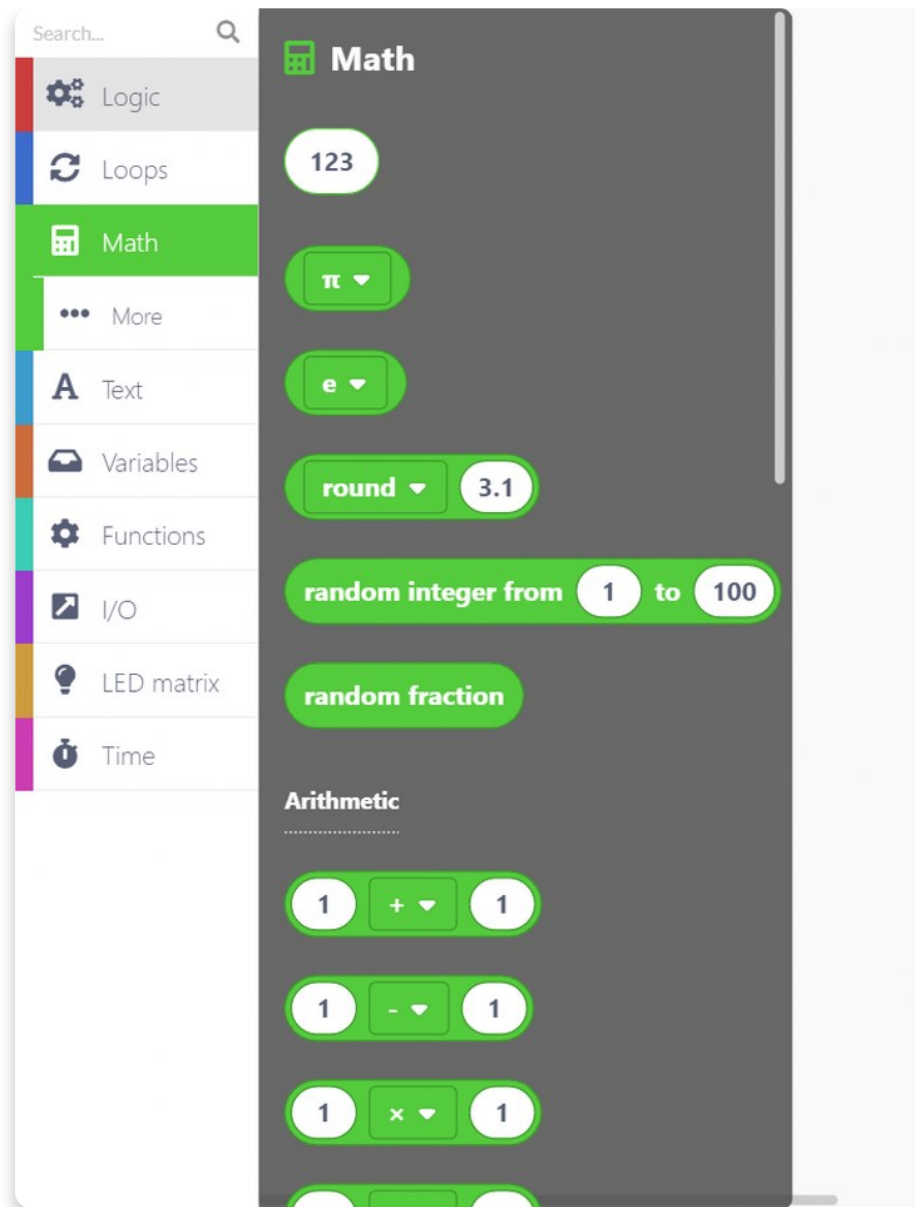 Search...
Logic
Loops
Math
More
Text
Variables
Functions
I/O
LED matrix
Time
Math
123
π
e
round 3.1
random integer from 1 to 100
random fraction
Arithmetic
1 + 1
1 - 1
1 × 1